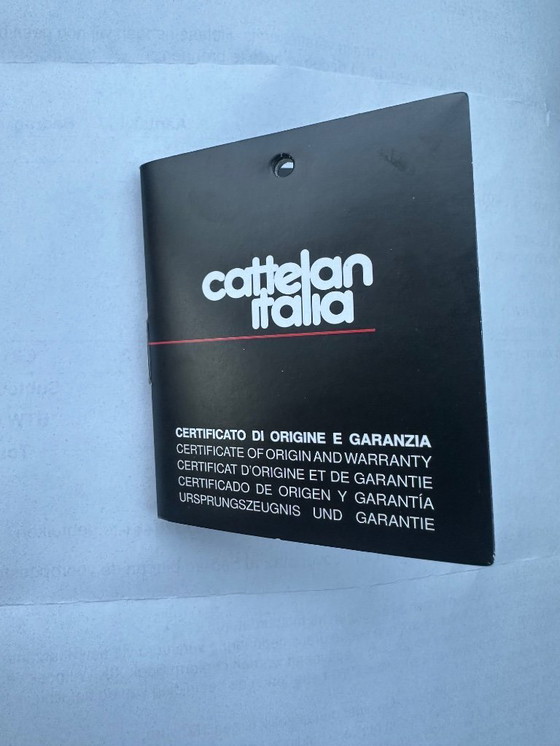 cattelan
italia
CERTIFICATO DI ORIGINE E GARANZIA
CERTIFICATE OF ORIGIN AND WARRANTY
CERTIFICAT D'ORIGINE ET DE GARANTIE
CERTIFICADO DE ORIGEN Y GARANTÍA
URSPRUNGSZEUGNIS UND GARANTIE